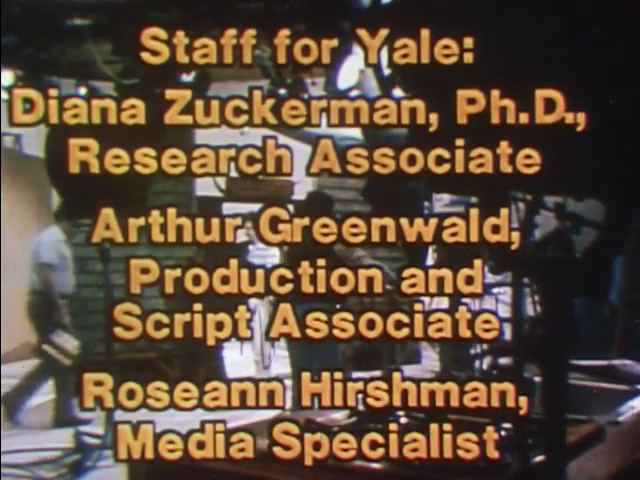 Staff for Yale:
Diana Zuckerman, Ph.D.,
Research Associate
Arthur Greenwald,
Production and
Script Associate
Roseann Hirshman,
Media Specialist